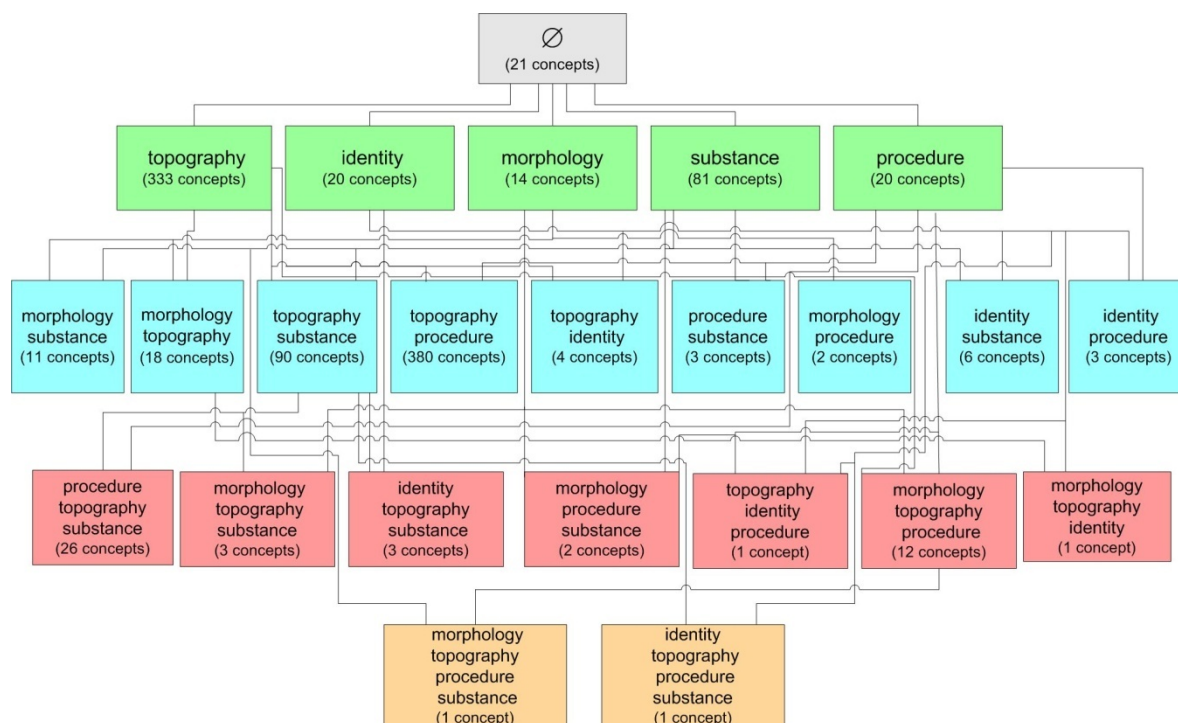 ∅
(21 concepts)
topography
(333 concepts)
identity
(20 concepts)
morphology
(14 concepts)
substance
(81 concepts)
procedure
(20 concepts)
morphology
substance
(11 concepts)
morphology
topography
(18 concepts)
topography
substance
(90 concepts)
topography
procedure
(380 concepts)
topography
identity
(4 concepts)
procedure
substance
(3 concepts)
morphology
procedure
(2 concepts)
identity
substance
(6 concepts)
identity
procedure
(3 concepts)
procedure
topography
substance
(26 concepts)
morphology
topography
substance
(3 concepts)
identity
topography
substance
(3 concepts)
morphology
procedure
substance
(2 concepts)
topography
identity
procedure
(1 concept)
morphology
topography
procedure
(12 concepts)
morphology
topography
identity
(1 concept)
morphology
topography
procedure
substance
(1 concept)
identity
topography
procedure
substance
(1 concept)